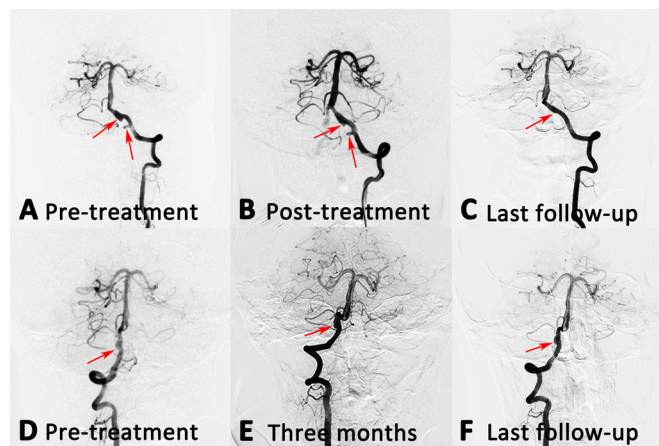 A Pre-treatment
B Post-treatment
C Last follow-up
D Pre-treatment
E Three months
F Last follow-up